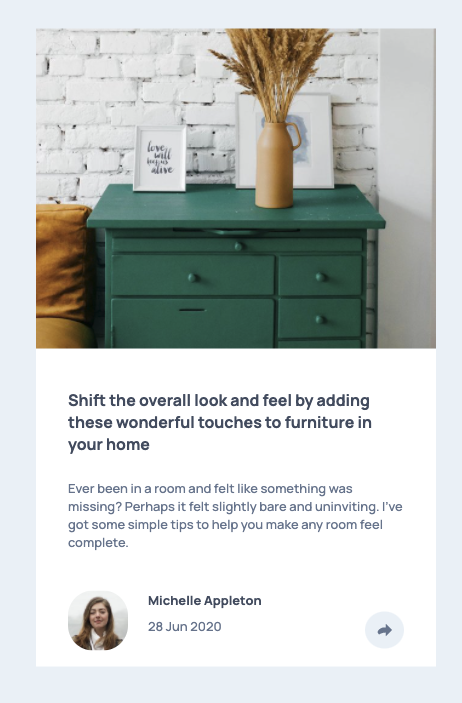 love
will
keep us
alive
Shift the overall look and feel by adding
these wonderful touches to furniture in
your home
Ever been in a room and felt like something was
missing? Perhaps it felt slightly bare and uninviting. I've
got some simple tips to help you make any room feel
complete.
Michelle Appleton
28 Jun 2020